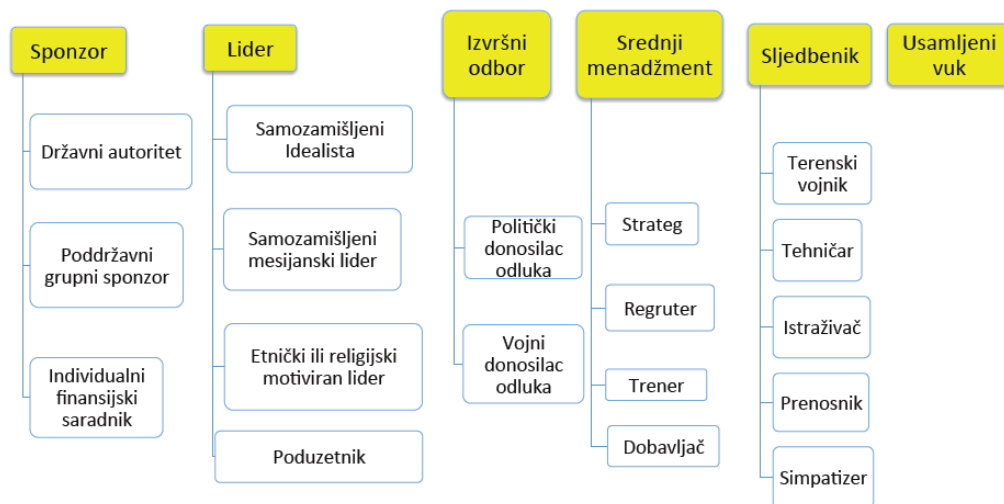 Sponzor
Državni autoritet
Poddržavni
grupni sponzor
Individualni
finansijski
saradnik
Lider
Samozamišljeni
Idealista
Samozamišljeni
mesijanski lider
Etnički ili religijski
motiviran lider
Poduzetnik
Izvršni
odbor
Politički
donosilac
odluka
Vojni
donosilac
odluka
Srednji
menadžment
Strateg
Regruter
Trener
Dobavljač
Sljedbenik
Terenski
vojnik
Tehničar
Istraživač
Prenosnik
Simpatizer
Usamljeni
vuk